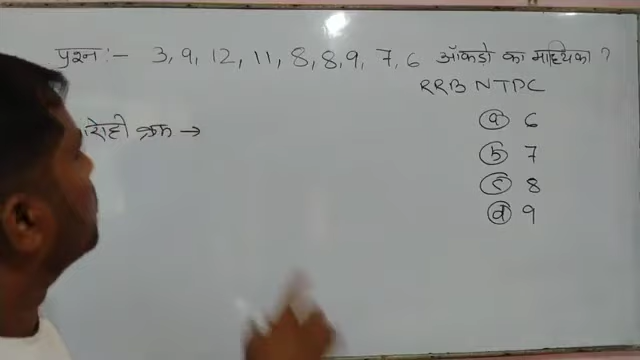 प्रश्न :- 3, 9, 12, 11, 8, 8, 9, 7, 6 आँकडो का माध्यिका ?
RRB NTPC
क्रम →
(a) 6
(b) 7
(c) 8
(d) 9